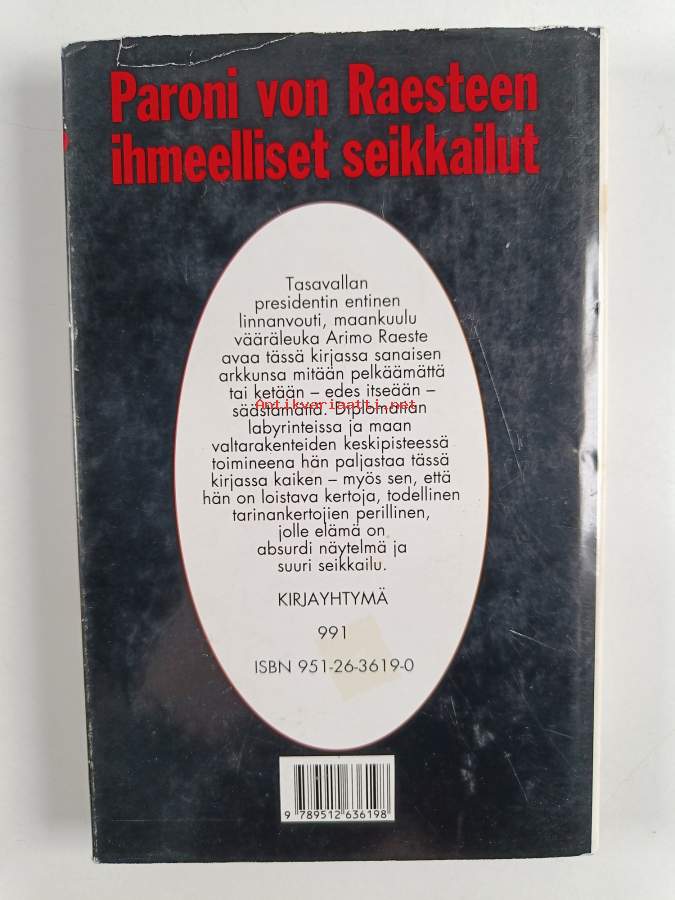 Paroni von Raesteen
ihmeelliset seikkailut
Tasavallan
presidentin entinen
linnanvouti, maankuulu
vääräleuka Arimo Raeste
avaa tässä kirjassa sanaisen
arkkunsa mitään pelkäämättä
tai ketään – edes itseään –
Antikvariaatti.net
säästämättä. Diplomatian
labyrinteissa ja maan
valtarakenteiden keskipisteessä
toimineena hän paljastaa tässä
kirjassa kaiken – myös sen, että
hän on loistava kertoja, todellinen
tarinankertojien perillinen,
jolle elämä on
absurdi näytelmä ja
suuri seikkailu.
KIRJAYHTYMÄ
991
ISBN 951-26-3619-0
9 789512 636198